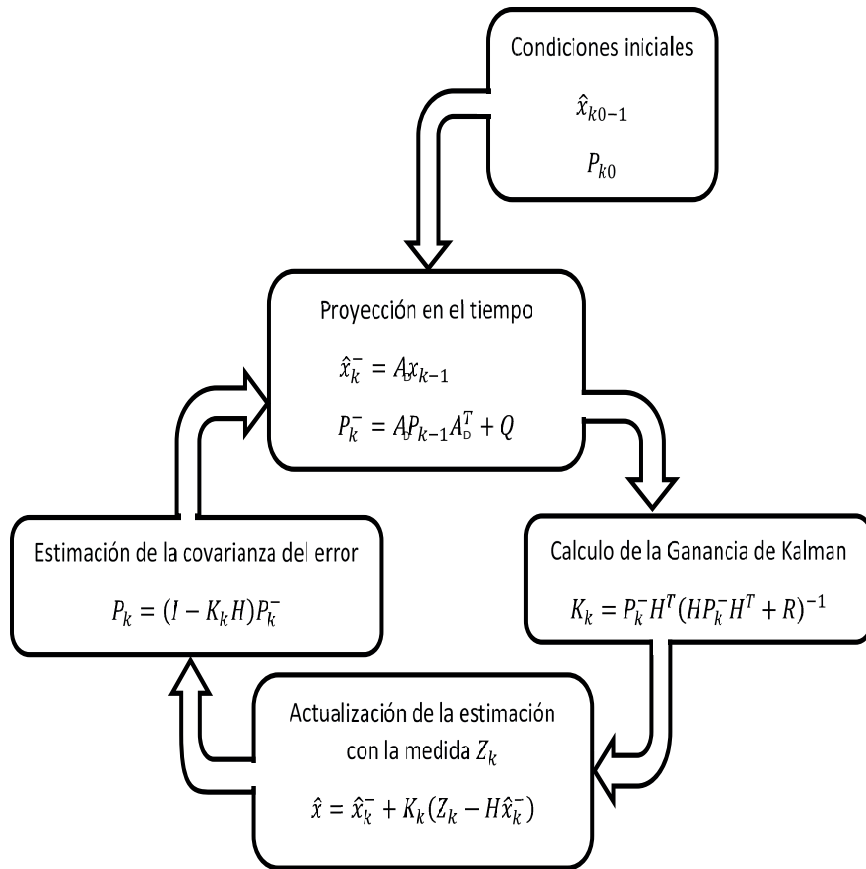 Condiciones iniciales
x̂_{k0−1}
P_{k0}
Proyección en el tiempo
x̂_k^− = A_D x_{k−1}
P_k^− = A_D P_{k−1} A_D^T + Q
Estimación de la covarianza del error
P_k = (I − K_k H)P_k^−
Calculo de la Ganancia de Kalman
K_k = P_k^− H^T (HP_k^− H^T + R)^{−1}
Actualización de la estimación
con la medida Z_k
x̂ = x̂_k^− + K_k(Z_k − Hx̂_k^−)